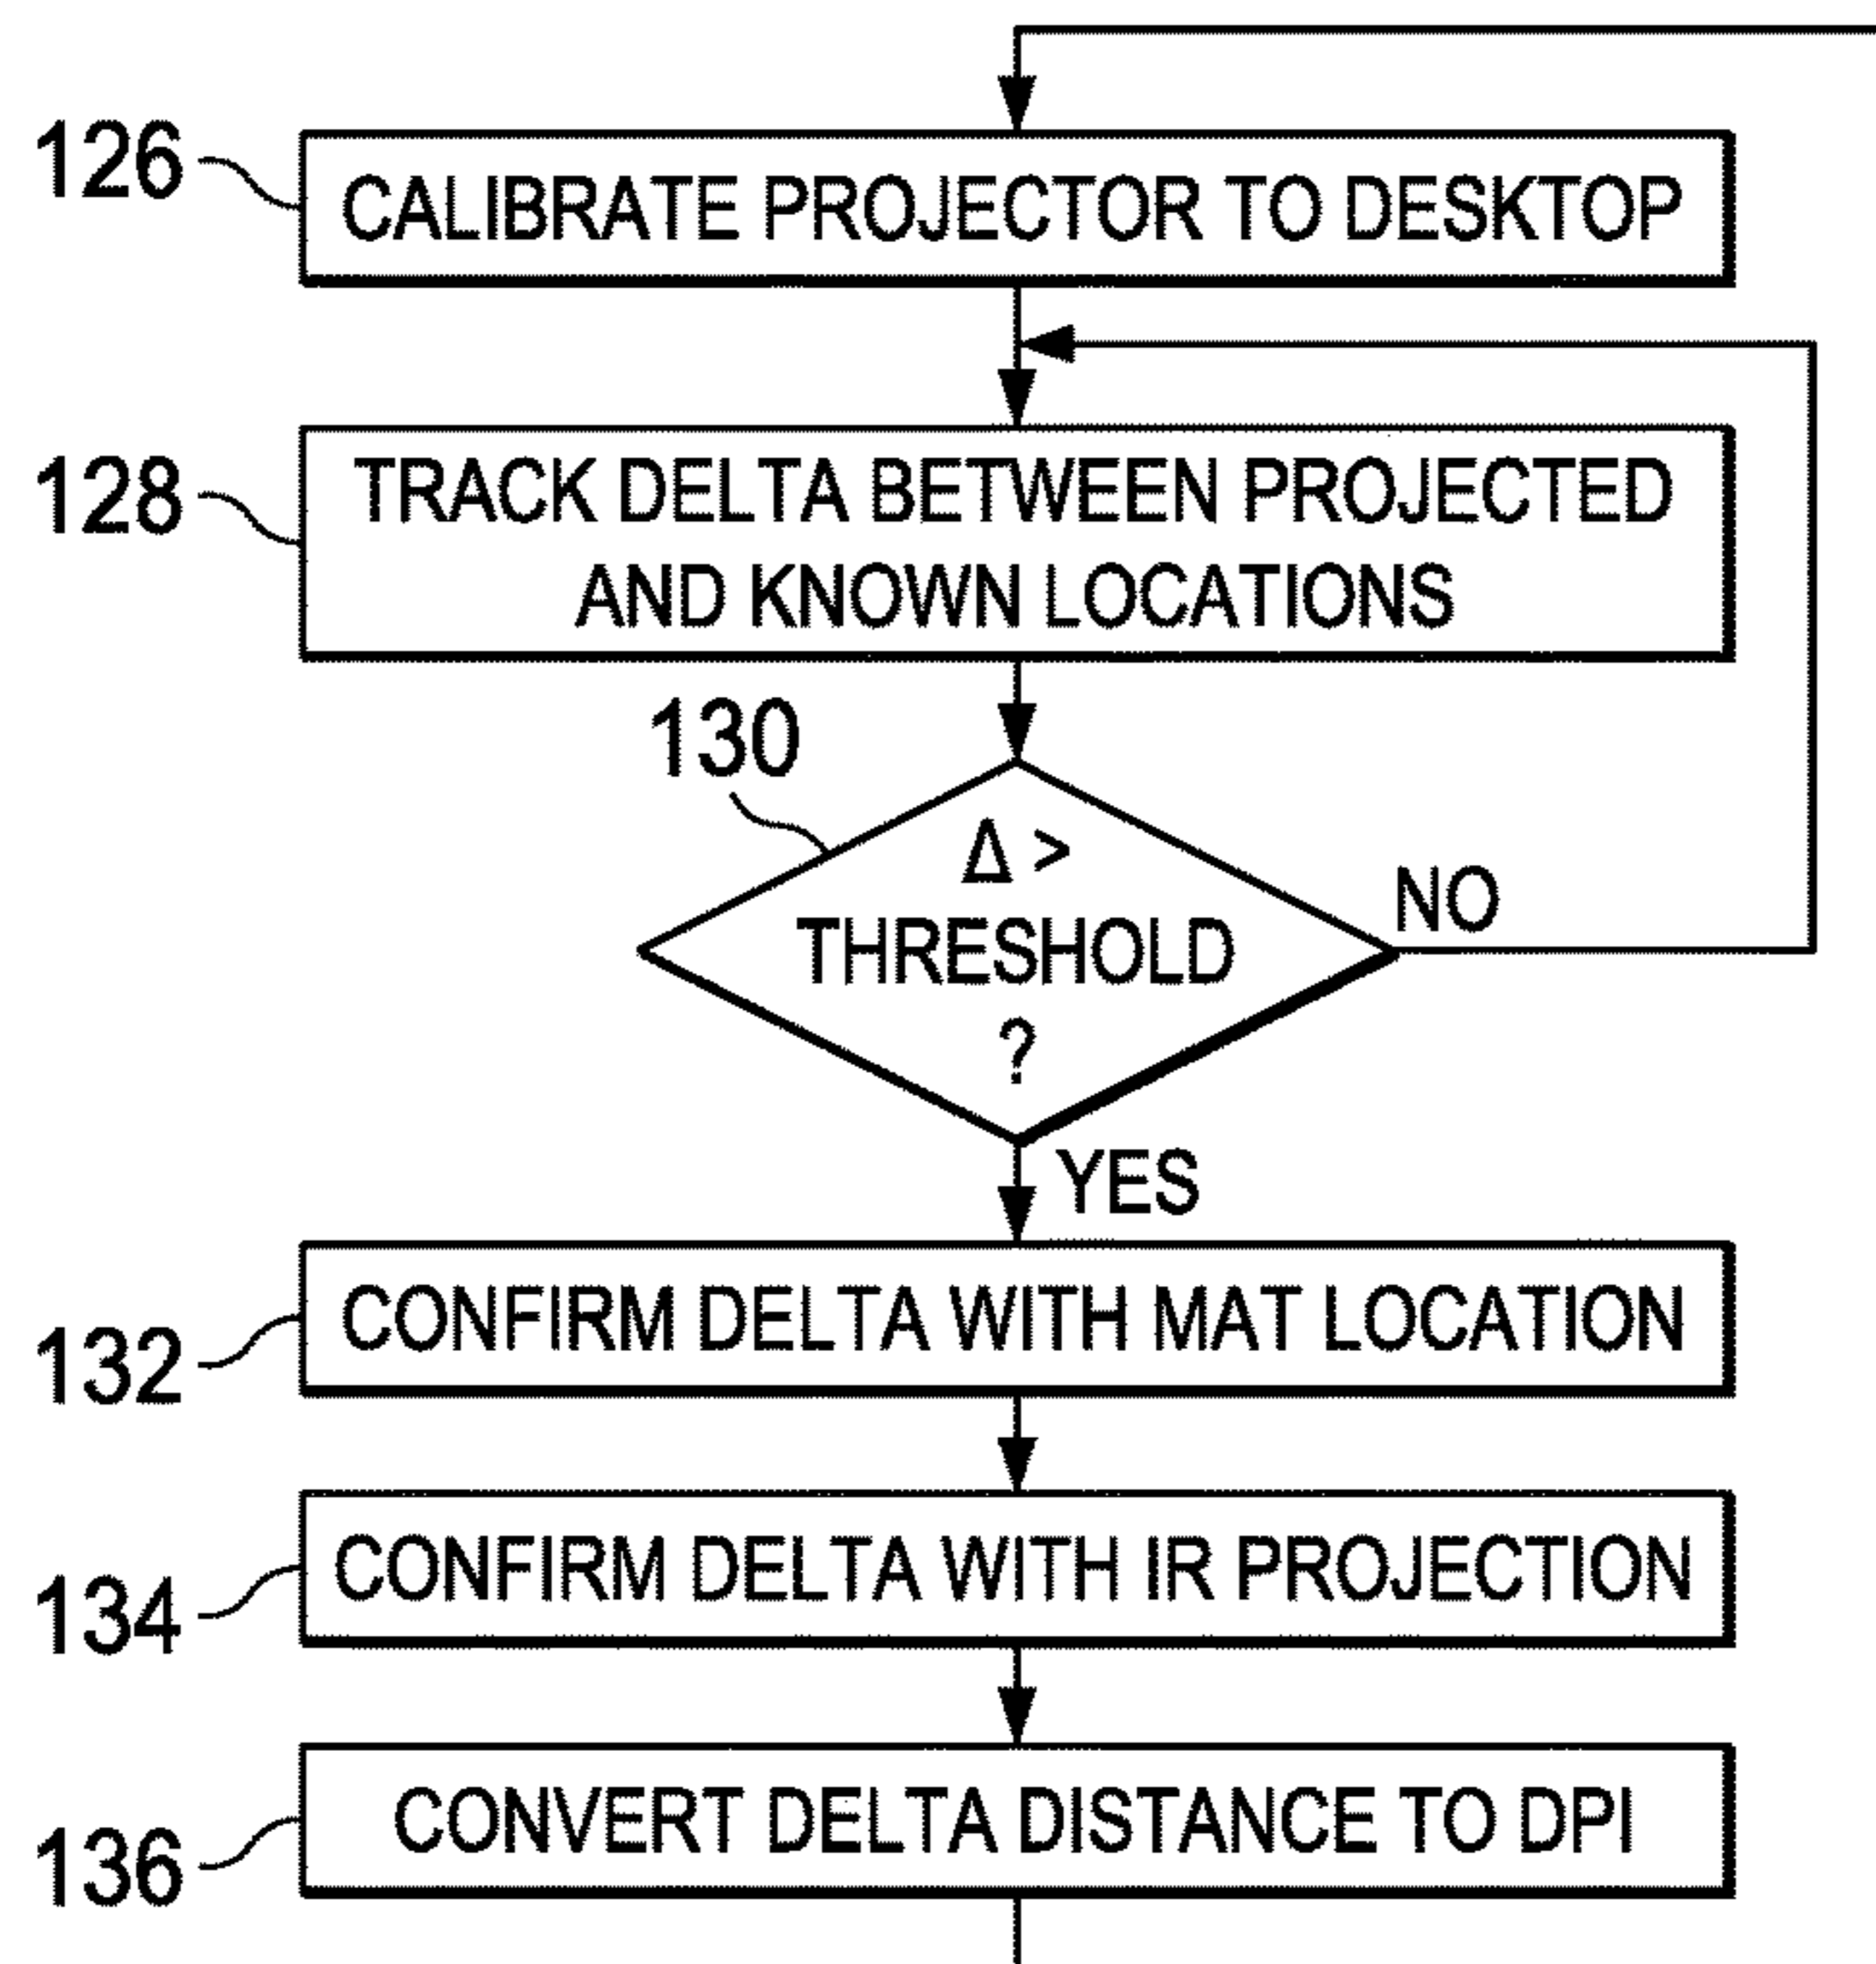 126
CALIBRATE PROJECTOR TO DESKTOP
128
TRACK DELTA BETWEEN PROJECTED
AND KNOWN LOCATIONS
130
Δ >
THRESHOLD
?
NO
YES
132
CONFIRM DELTA WITH MAT LOCATION
134
CONFIRM DELTA WITH IR PROJECTION
136
CONVERT DELTA DISTANCE TO DPI